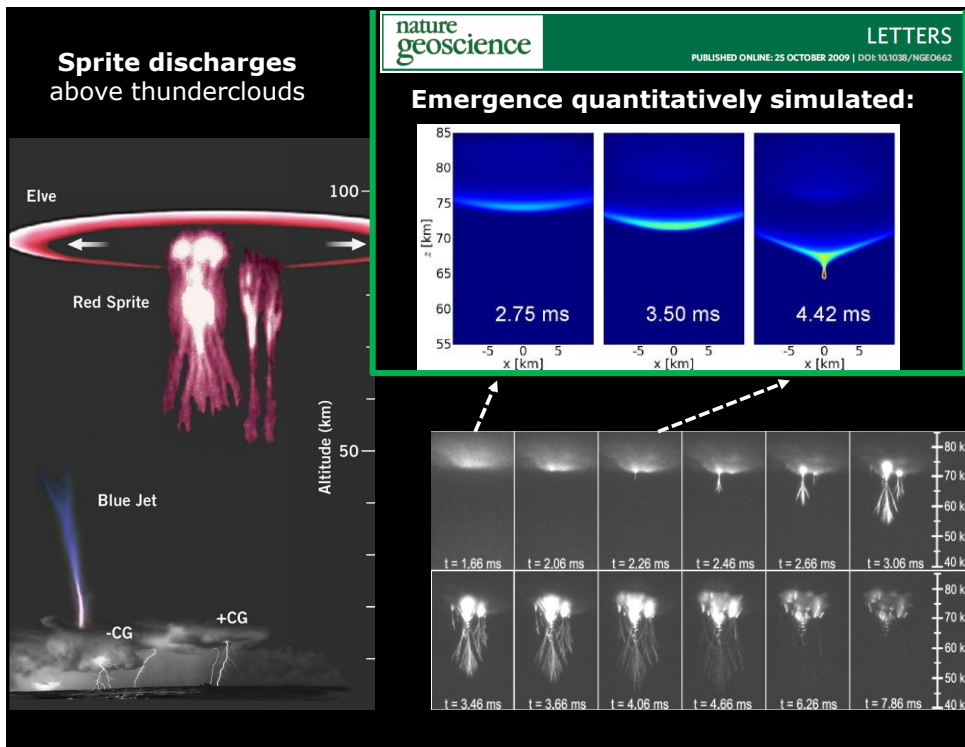 Sprite discharges
above thunderclouds
Elve
100
Red Sprite
50
Altitude (km)
Blue Jet
-CG
+CG
nature
geoscience
LETTERS
PUBLISHED ONLINE: 25 OCTOBER 2009 | DOI: 10.1038/NGEO662
Emergence quantitatively simulated:
85
80
75
70
65
60
55
z [km]
2.75 ms
3.50 ms
4.42 ms
-5 0 5
-5 0 5
-5 0 5
x [km]
x [km]
x [km]
80 k
70 k
60 k
50 k
40 k
t = 1.66 ms
t = 2.06 ms
t = 2.26 ms
t = 2.46 ms
t = 2.66 ms
t = 3.06 ms
80 k
70 k
60 k
50 k
40 k
t = 3.46 ms
t = 3.66 ms
t = 4.06 ms
t = 4.66 ms
t = 6.26 ms
t = 7.86 ms